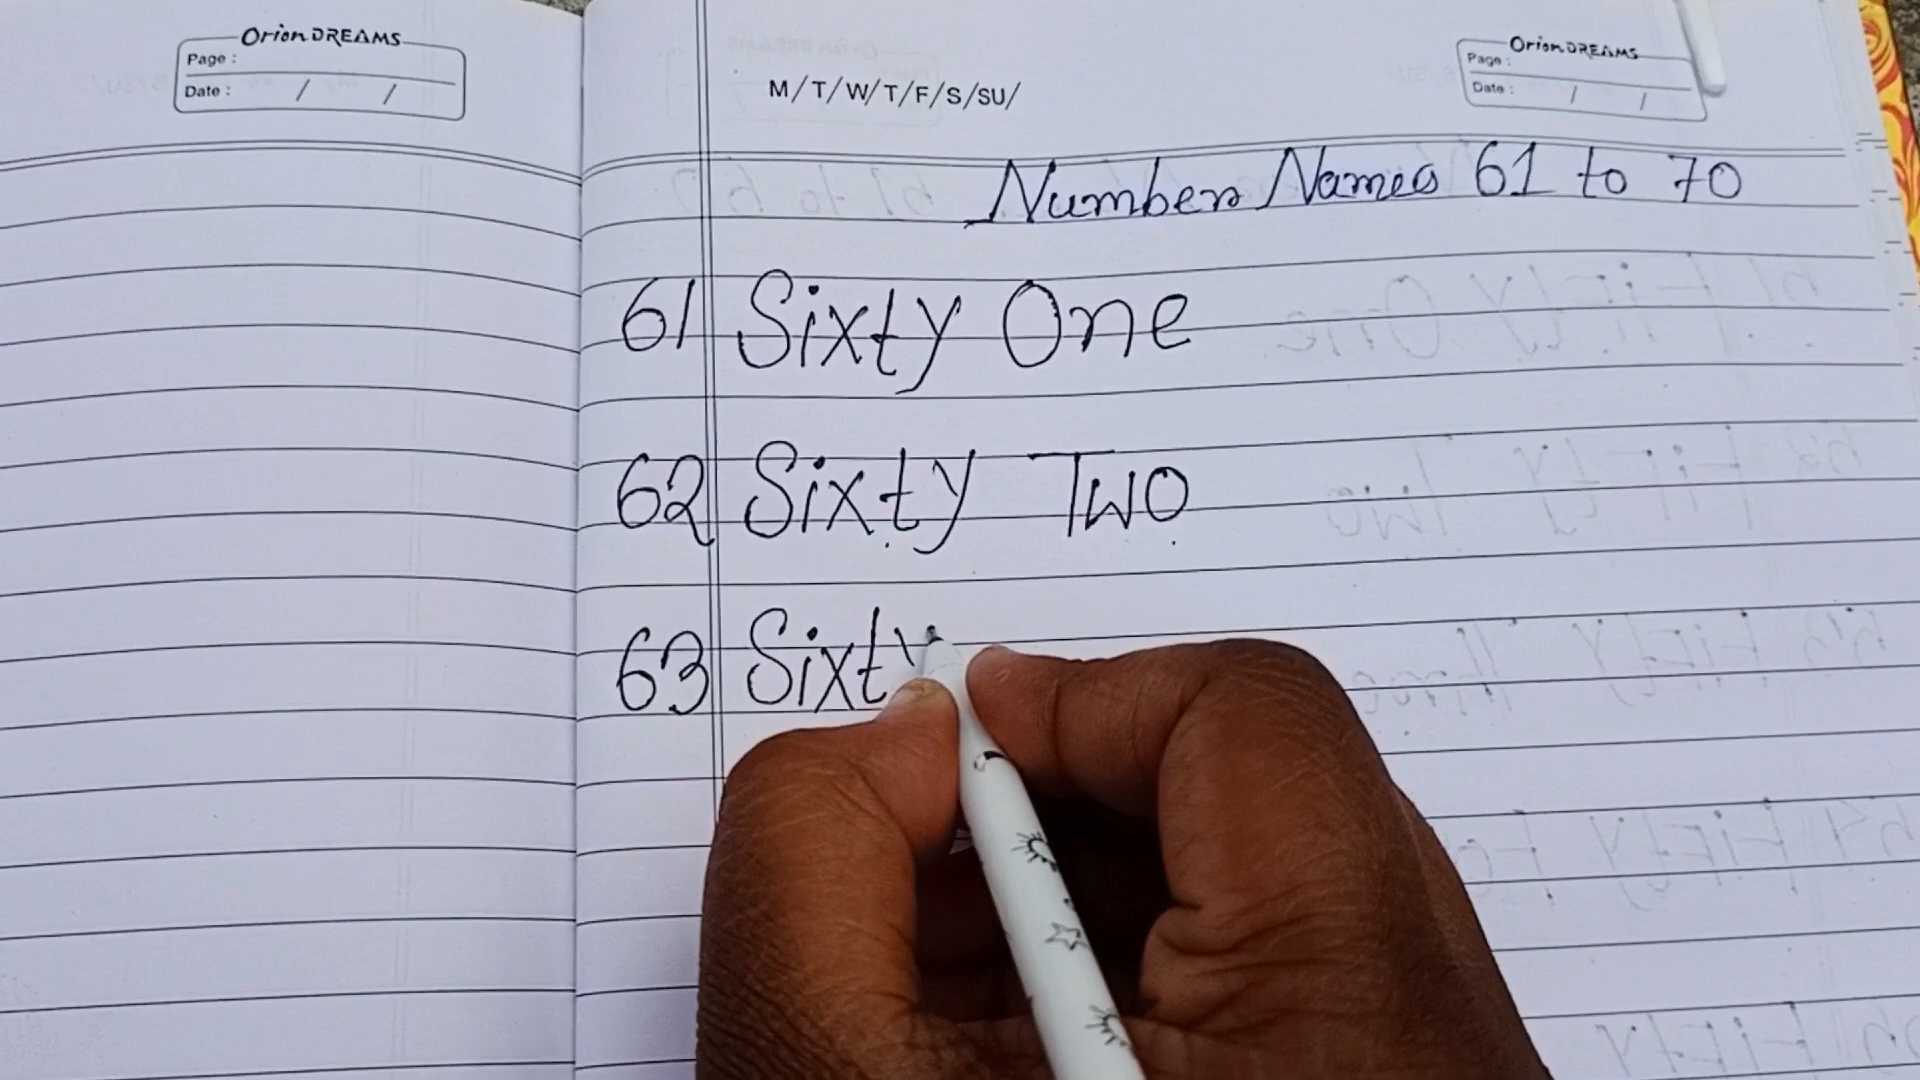 Orion DREAMS
Page :
Date : / /
M/T/W/T/F/S/SU/
Orion DREAMS
Page :
Date : / /
Number Names 61 to 70
61 Sixty One
62 Sixty Two
63 Sixty